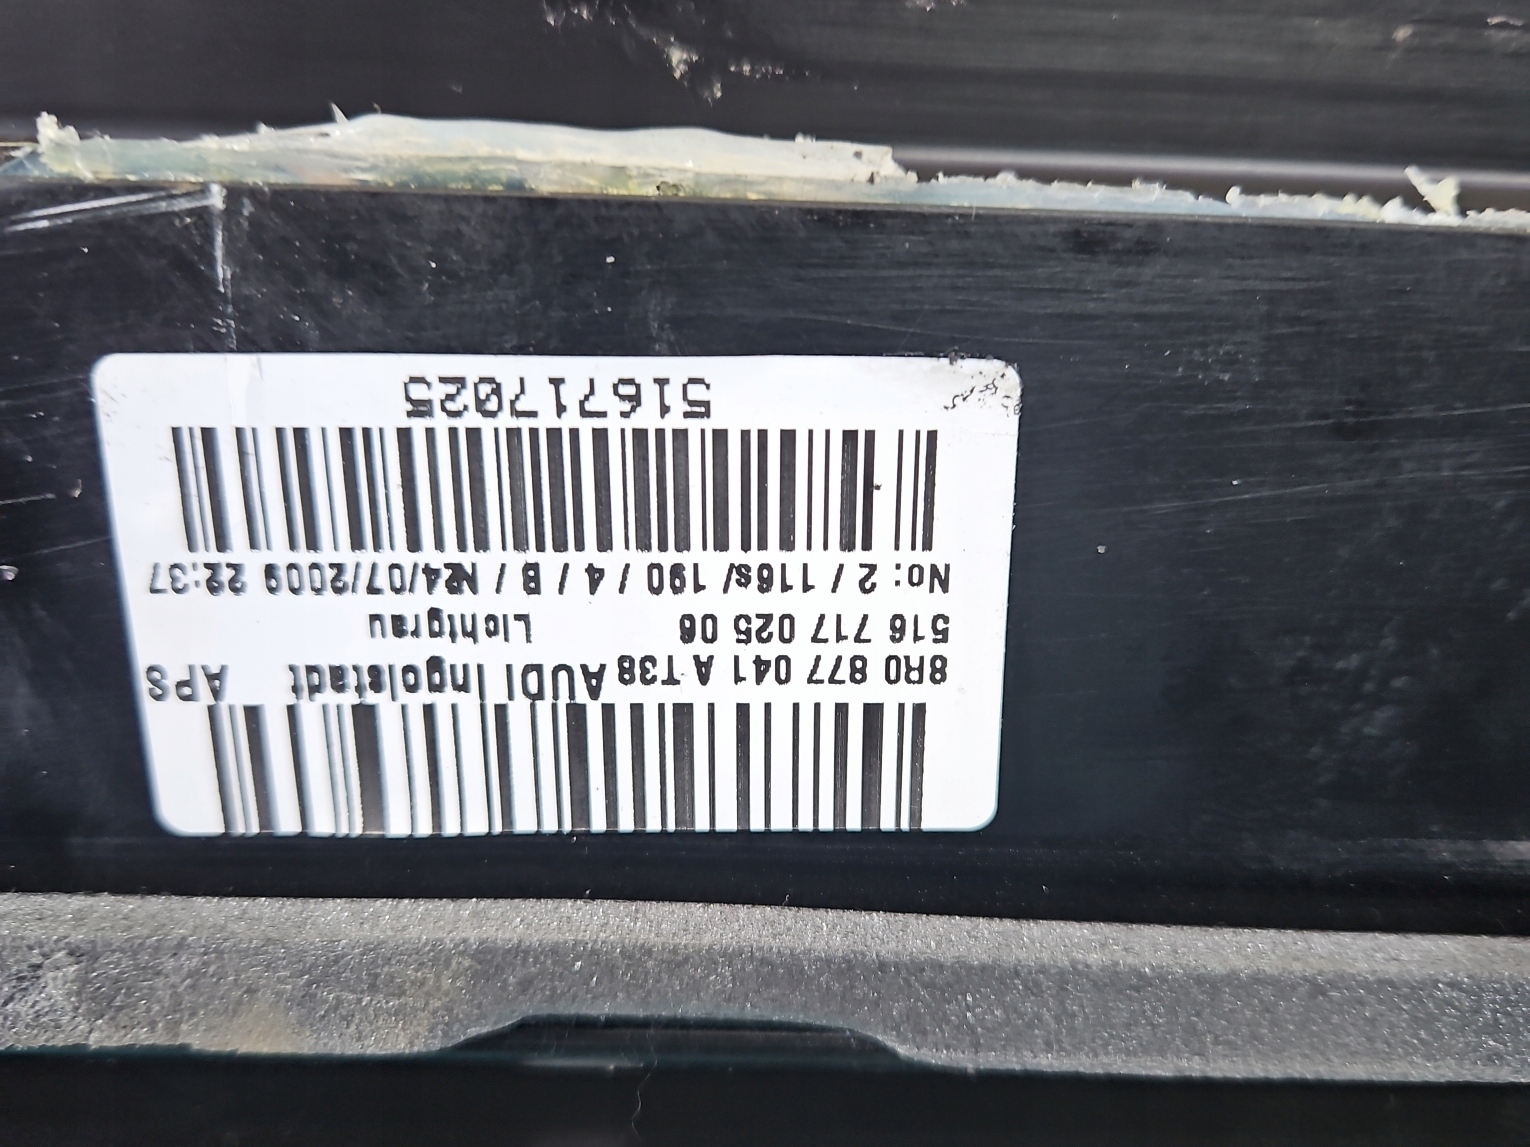 8R0 877 041 A T38 AUDI Ingolstadt APS
516 717 025 06 Lichtgrau
No: 2 / 116s/ 190 / 4 / B / N24/07/2009 22:37
516717025